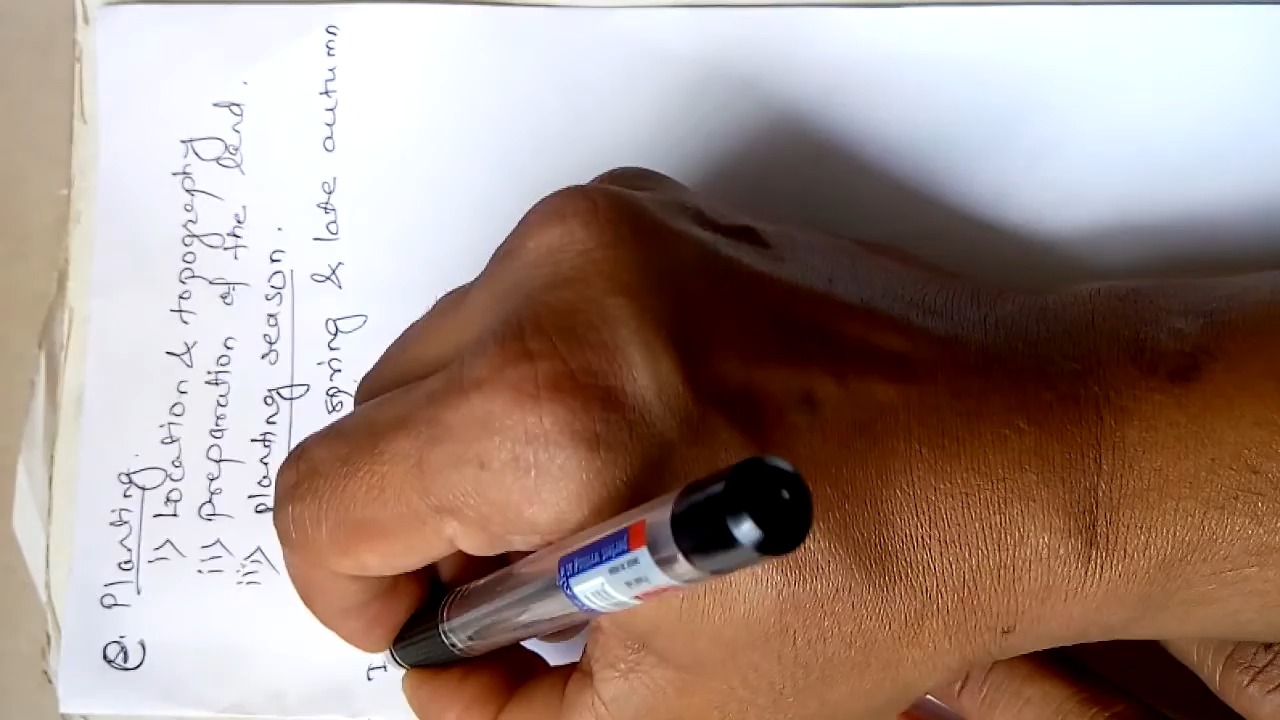 Q. Planting.
i) Location & topography
ii) preparation of the land.
iii) planting season.
spring & late autumn
I